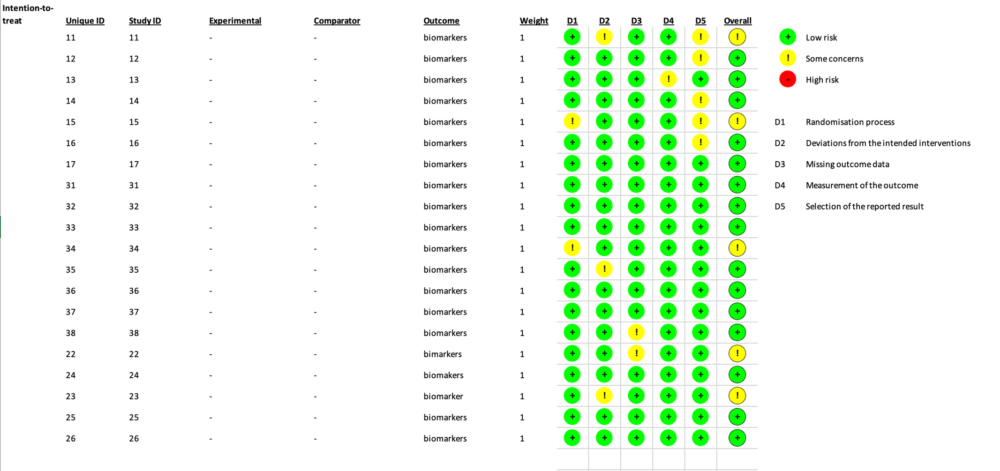 Intention-to-
treat Unique ID Study ID Experimental Comparator Outcome Weight D1 D2 D3 D4 D5 Overall
11 11 - - biomarkers 1 + ! + + ! ! + Low risk
12 12 - - biomarkers 1 + + + + ! + ! Some concerns
13 13 - - biomarkers 1 + + + ! + + - High risk
14 14 - - biomarkers 1 + + + + ! +
15 15 - - biomarkers 1 ! + + + ! ! D1 Randomisation process
16 16 - - biomarkers 1 + + + + ! + D2 Deviations from the intended interventions
17 17 - - biomarkers 1 + + + + + + D3 Missing outcome data
31 31 - - biomarkers 1 + + + + + + D4 Measurement of the outcome
32 32 - - biomarkers 1 + + + + + + D5 Selection of the reported result
33 33 - - biomarkers 1 + + + + + +
34 34 - - biomarkers 1 ! + + + + !
35 35 - - biomarkers 1 + ! + + + +
36 36 - - biomarkers 1 + + + + + +
37 37 - - biomarkers 1 + + + + + +
38 38 - - biomarkers 1 + + ! + + +
22 22 - - bimarkers 1 + + ! + + !
24 24 - - biomakers 1 + + + + + +
23 23 - - biomarker 1 + ! + + + !
25 25 - - biomarkers 1 + + + + + +
26 26 - - biomarkers 1 + + + + + +